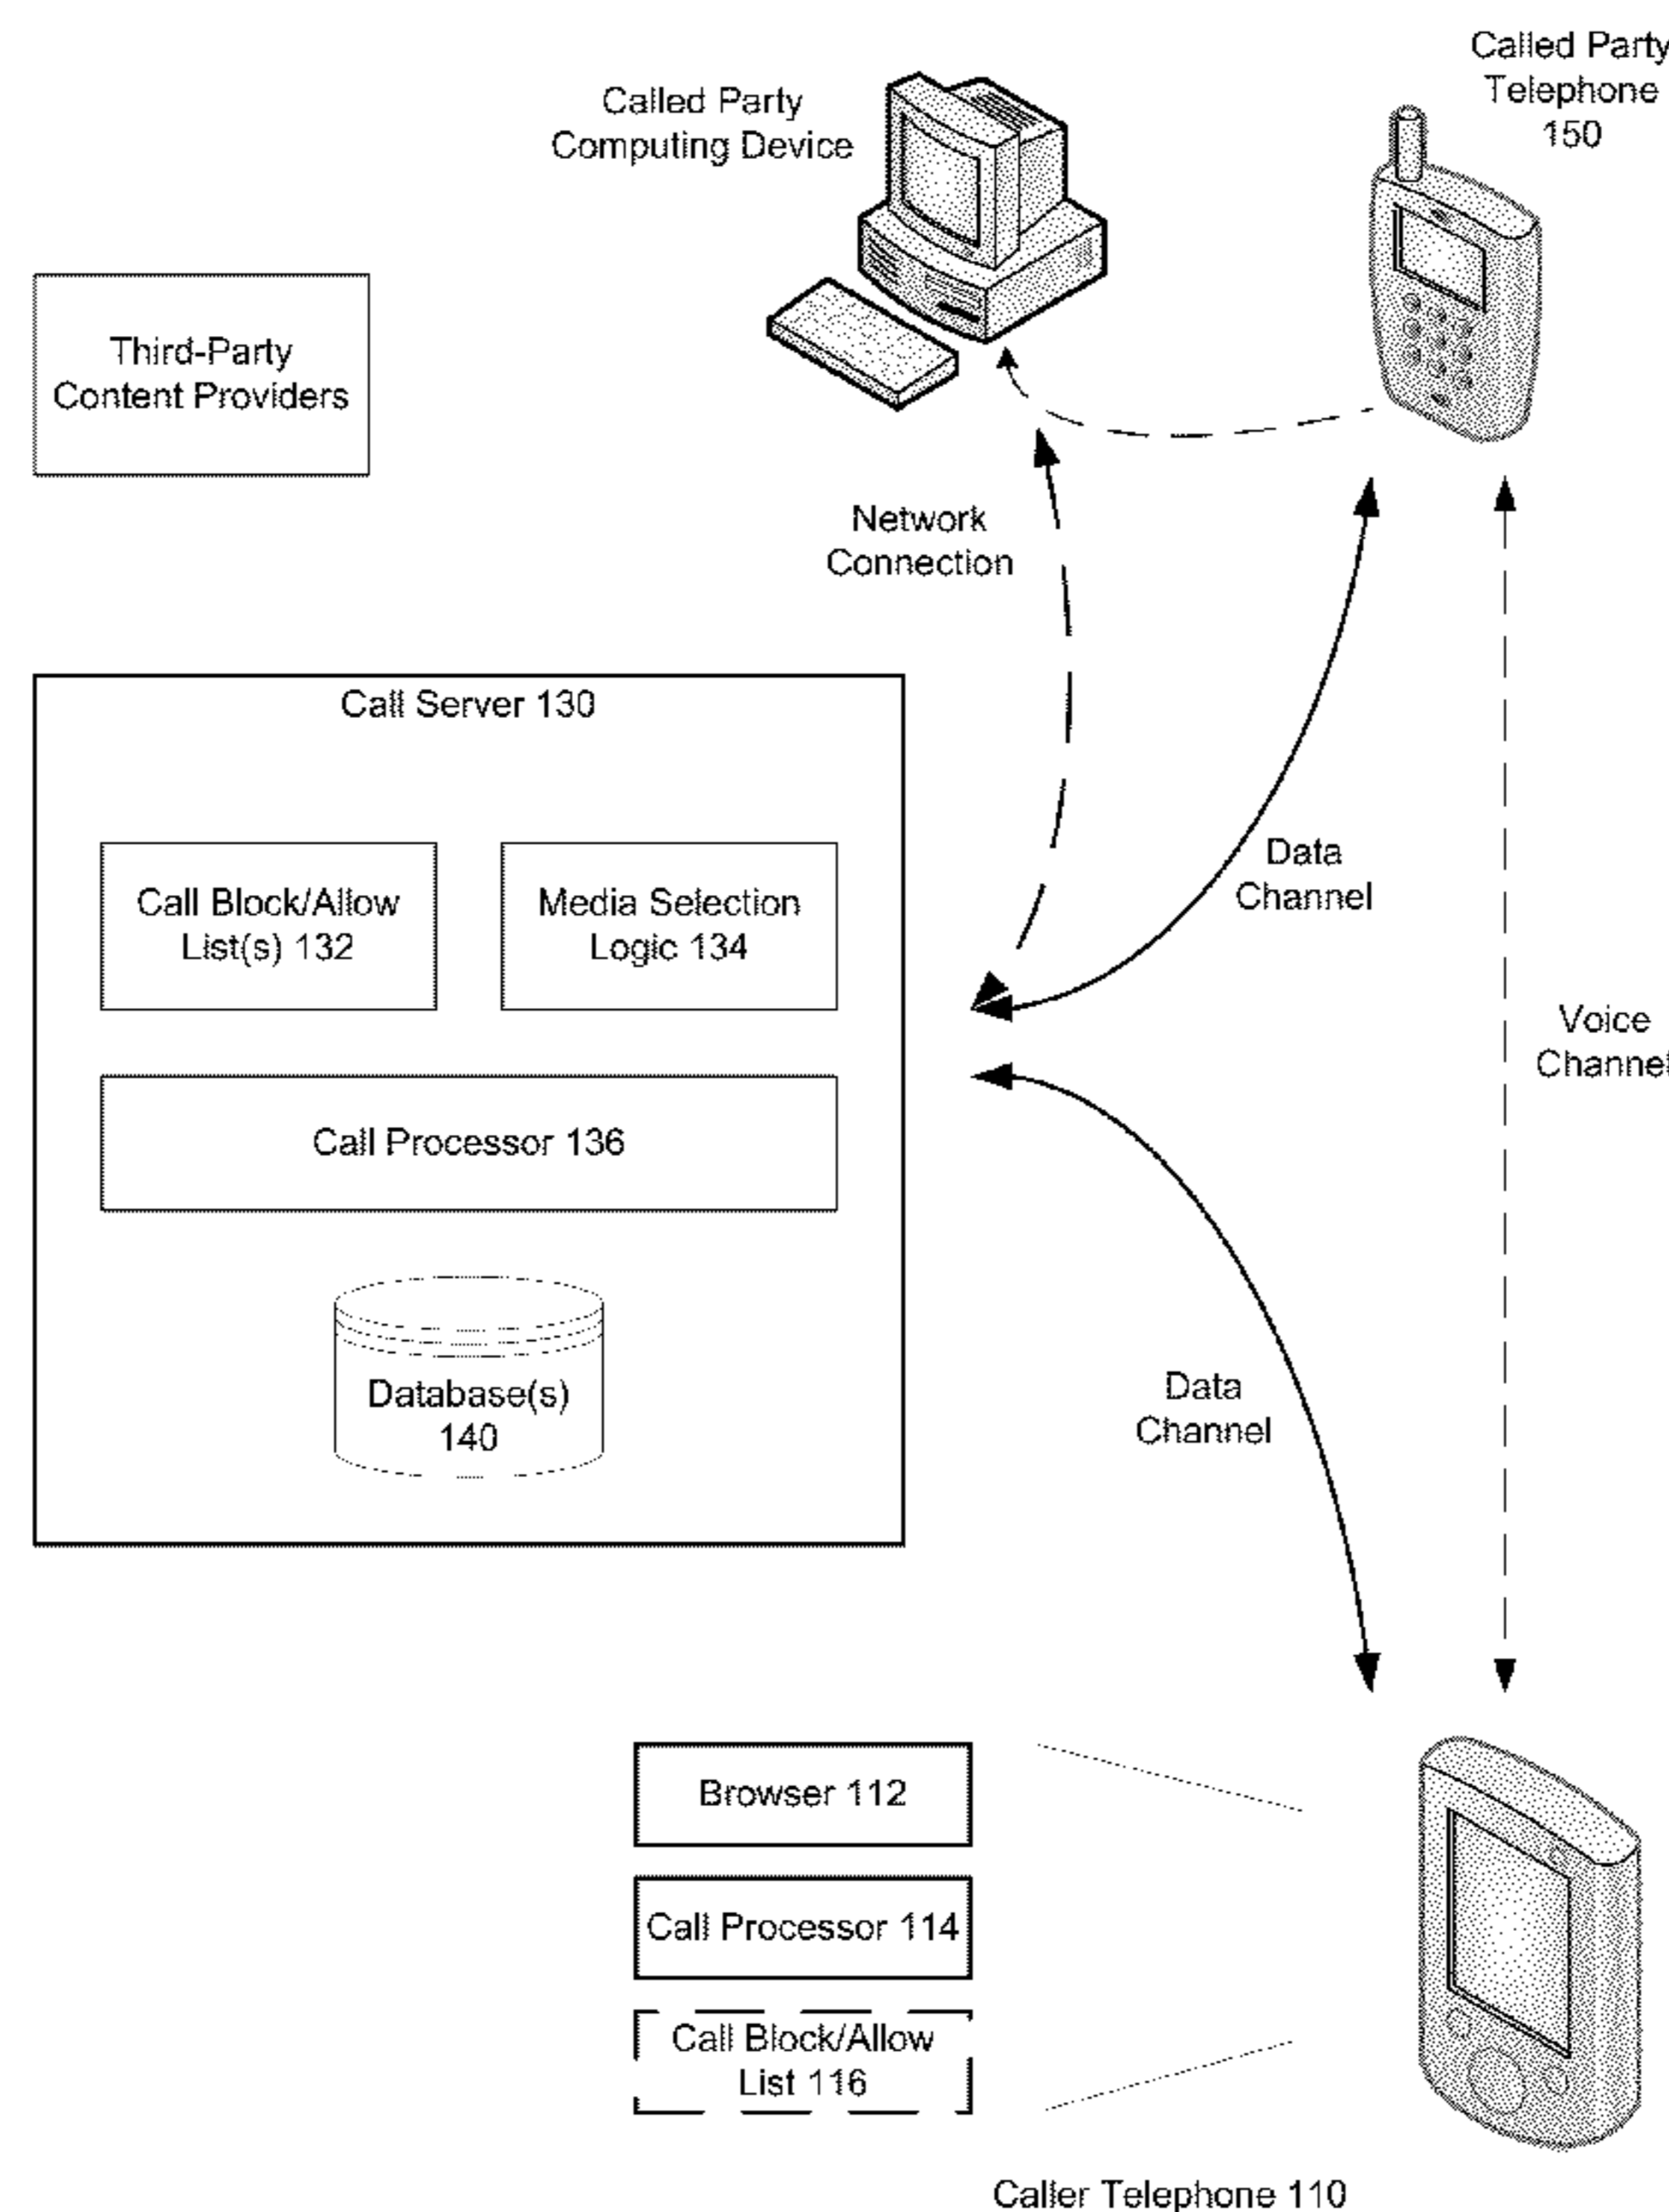 Called Party
Telephone
150
Called Party
Computing Device
Third-Party
Content Providers
Network
Connection
Call Server 130
Call Block/Allow
List(s) 132
Media Selection
Logic 134
Data
Channel
Voice
Channel
Call Processor 136
Database(s)
140
Data
Channel
Browser 112
Call Processor 114
Call Block/Allow
List 116
Caller Telephone 110